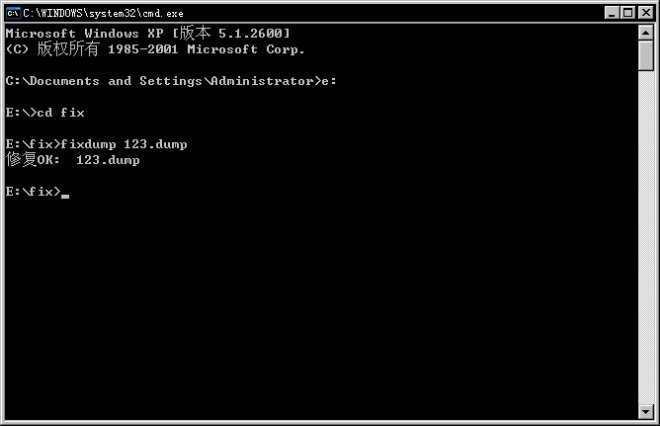 C:\WINDOWS\system32\cmd.exe
Microsoft Windows XP [版本 5.1.2600]
(C) 版权所有 1985-2001 Microsoft Corp.
C:\Documents and Settings\Administrator>e:
E:\>cd fix
E:\fix>fixdump 123.dump
修复OK:  123.dump
E:\fix>_